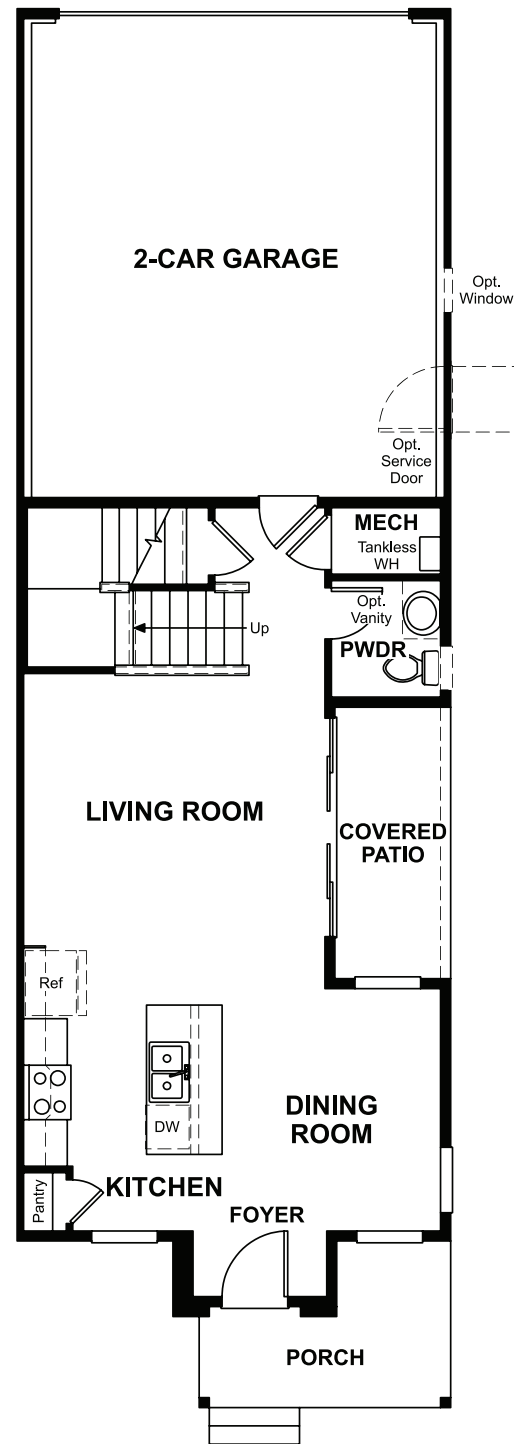 2-CAR GARAGE
Opt.
Window
Opt.
Service
Door
MECH
Tankless
WH
Opt.
Vanity
PWDR
Up
LIVING ROOM
COVERED
PATIO
Ref
DW
DINING
ROOM
KITCHEN
Pantry
FOYER
PORCH